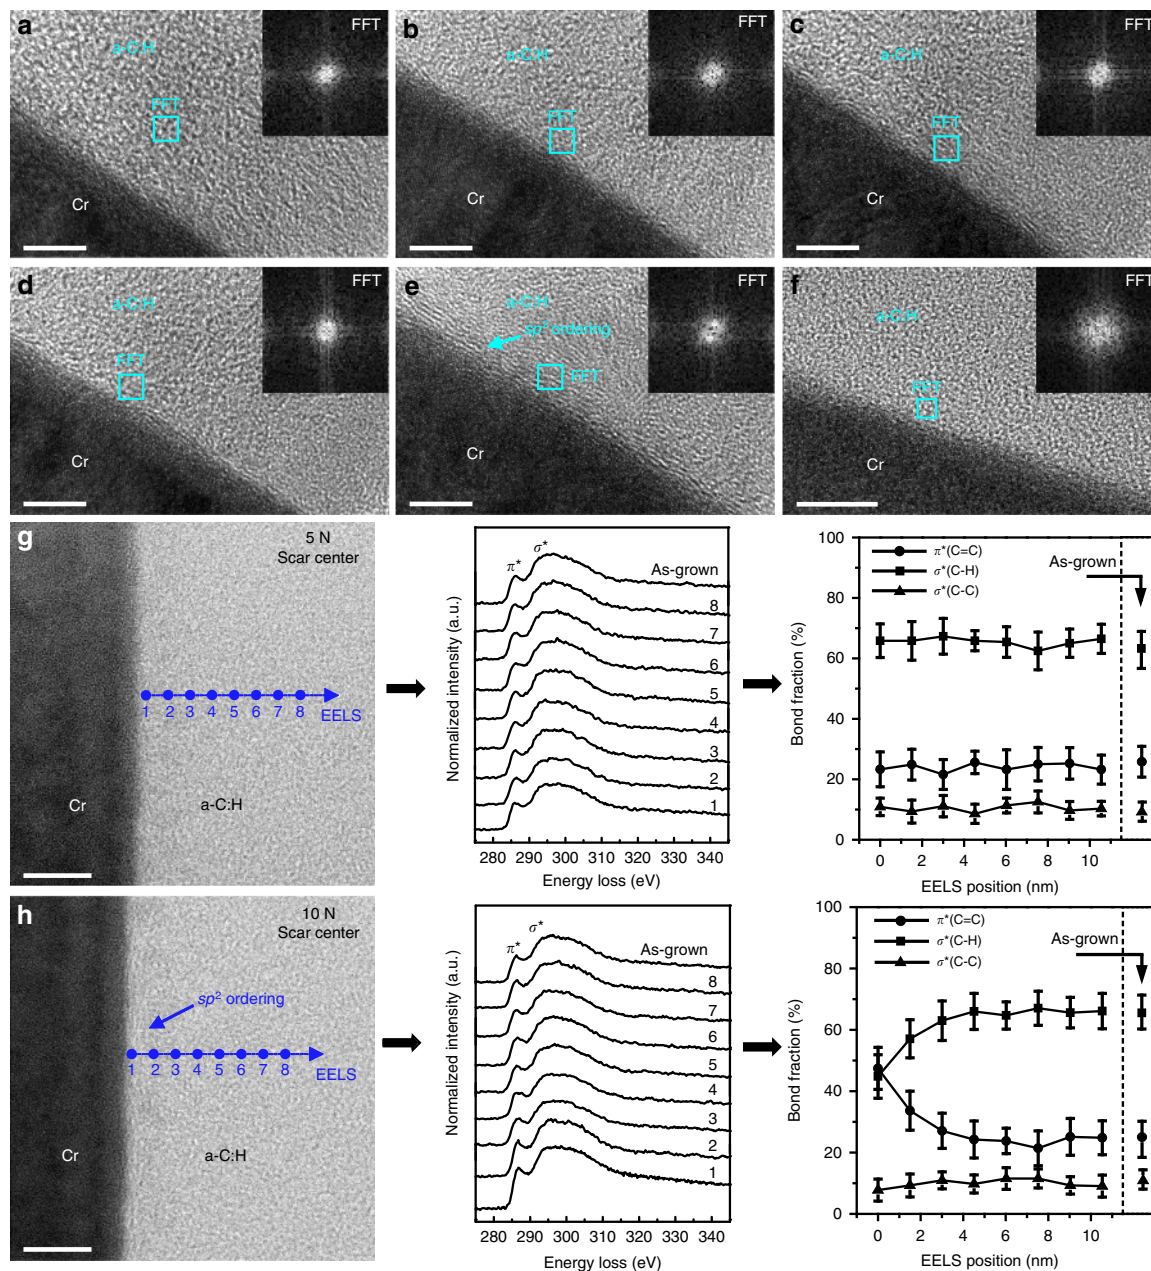 a
a-C:H
FFT
FFT
Cr
b
a-C:H
FFT
FFT
Cr
c
a-C:H
FFT
FFT
Cr
d
a-C:H
FFT
FFT
Cr
e
a-C:H
sp² ordering
FFT
FFT
Cr
f
a-C:H
FFT
FFT
Cr
g
5 N
Scar center
1 2 3 4 5 6 7 8 EELS
Cr
a-C:H
Normalized intensity (a.u.)
π* σ*
As-grown
8
7
6
5
4
3
2
1
280 290 300 310 320 330 340
Energy loss (eV)
Bond fraction (%)
100
80
60
40
20
0
π*(C=C)
σ*(C-H)
σ*(C-C)
As-grown
0 2 4 6 8 10
EELS position (nm)
h
10 N
Scar center
sp² ordering
1 2 3 4 5 6 7 8 EELS
Cr
a-C:H
Normalized intensity (a.u.)
π* σ*
As-grown
8
7
6
5
4
3
2
1
280 290 300 310 320 330 340
Energy loss (eV)
Bond fraction (%)
100
80
60
40
20
0
π*(C=C)
σ*(C-H)
σ*(C-C)
As-grown
0 2 4 6 8 10
EELS position (nm)